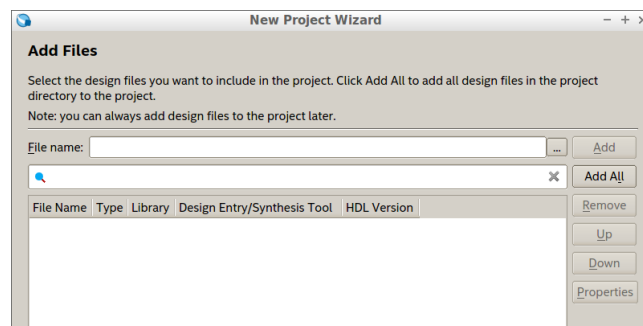 New Project Wizard
Add Files
Select the design files you want to include in the project. Click Add All to add all design files in the project
directory to the project.
Note: you can always add design files to the project later.
File name: ... Add
Add All
File Name Type Library Design Entry/Synthesis Tool HDL Version
Remove
Up
Down
Properties